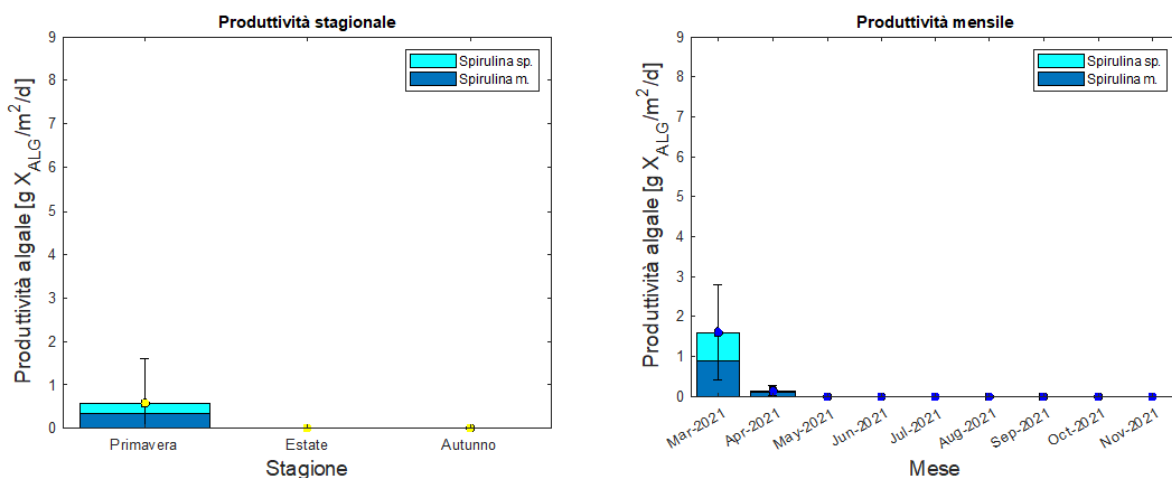 Produttività stagionale
9
8
7
6
5
4
3
2
1
0
Produttività algale [g X_ALG/m²/d]
Spirulina sp.
Spirulina m.
Primavera
Estate
Autunno
Stagione
Produttività mensile
9
8
7
6
5
4
3
2
1
0
Produttività algale [g X_ALG/m²/d]
Spirulina sp.
Spirulina m.
Mar-2021
Apr-2021
May-2021
Jun-2021
Jul-2021
Aug-2021
Sep-2021
Oct-2021
Nov-2021
Mese